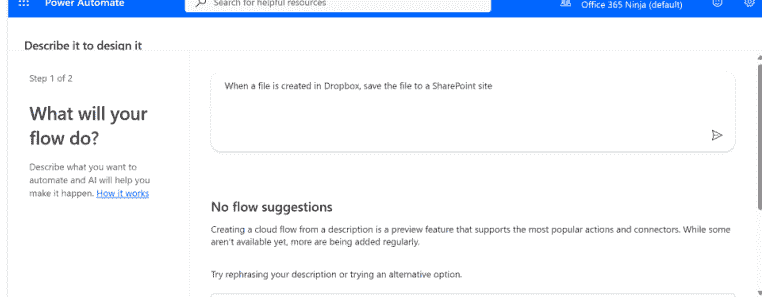 Power Automate
Search for helpful resources
Office 365 Ninja (default)
Describe it to design it
Step 1 of 2
What will your
flow do?
Describe what you want to
automate and AI will help you
make it happen. How it works
When a file is created in Dropbox, save the file to a SharePoint site
No flow suggestions
Creating a cloud flow from a description is a preview feature that supports the most popular actions and connectors. While some
aren't available yet, more are being added regularly.
Try rephrasing your description or trying an alternative option.